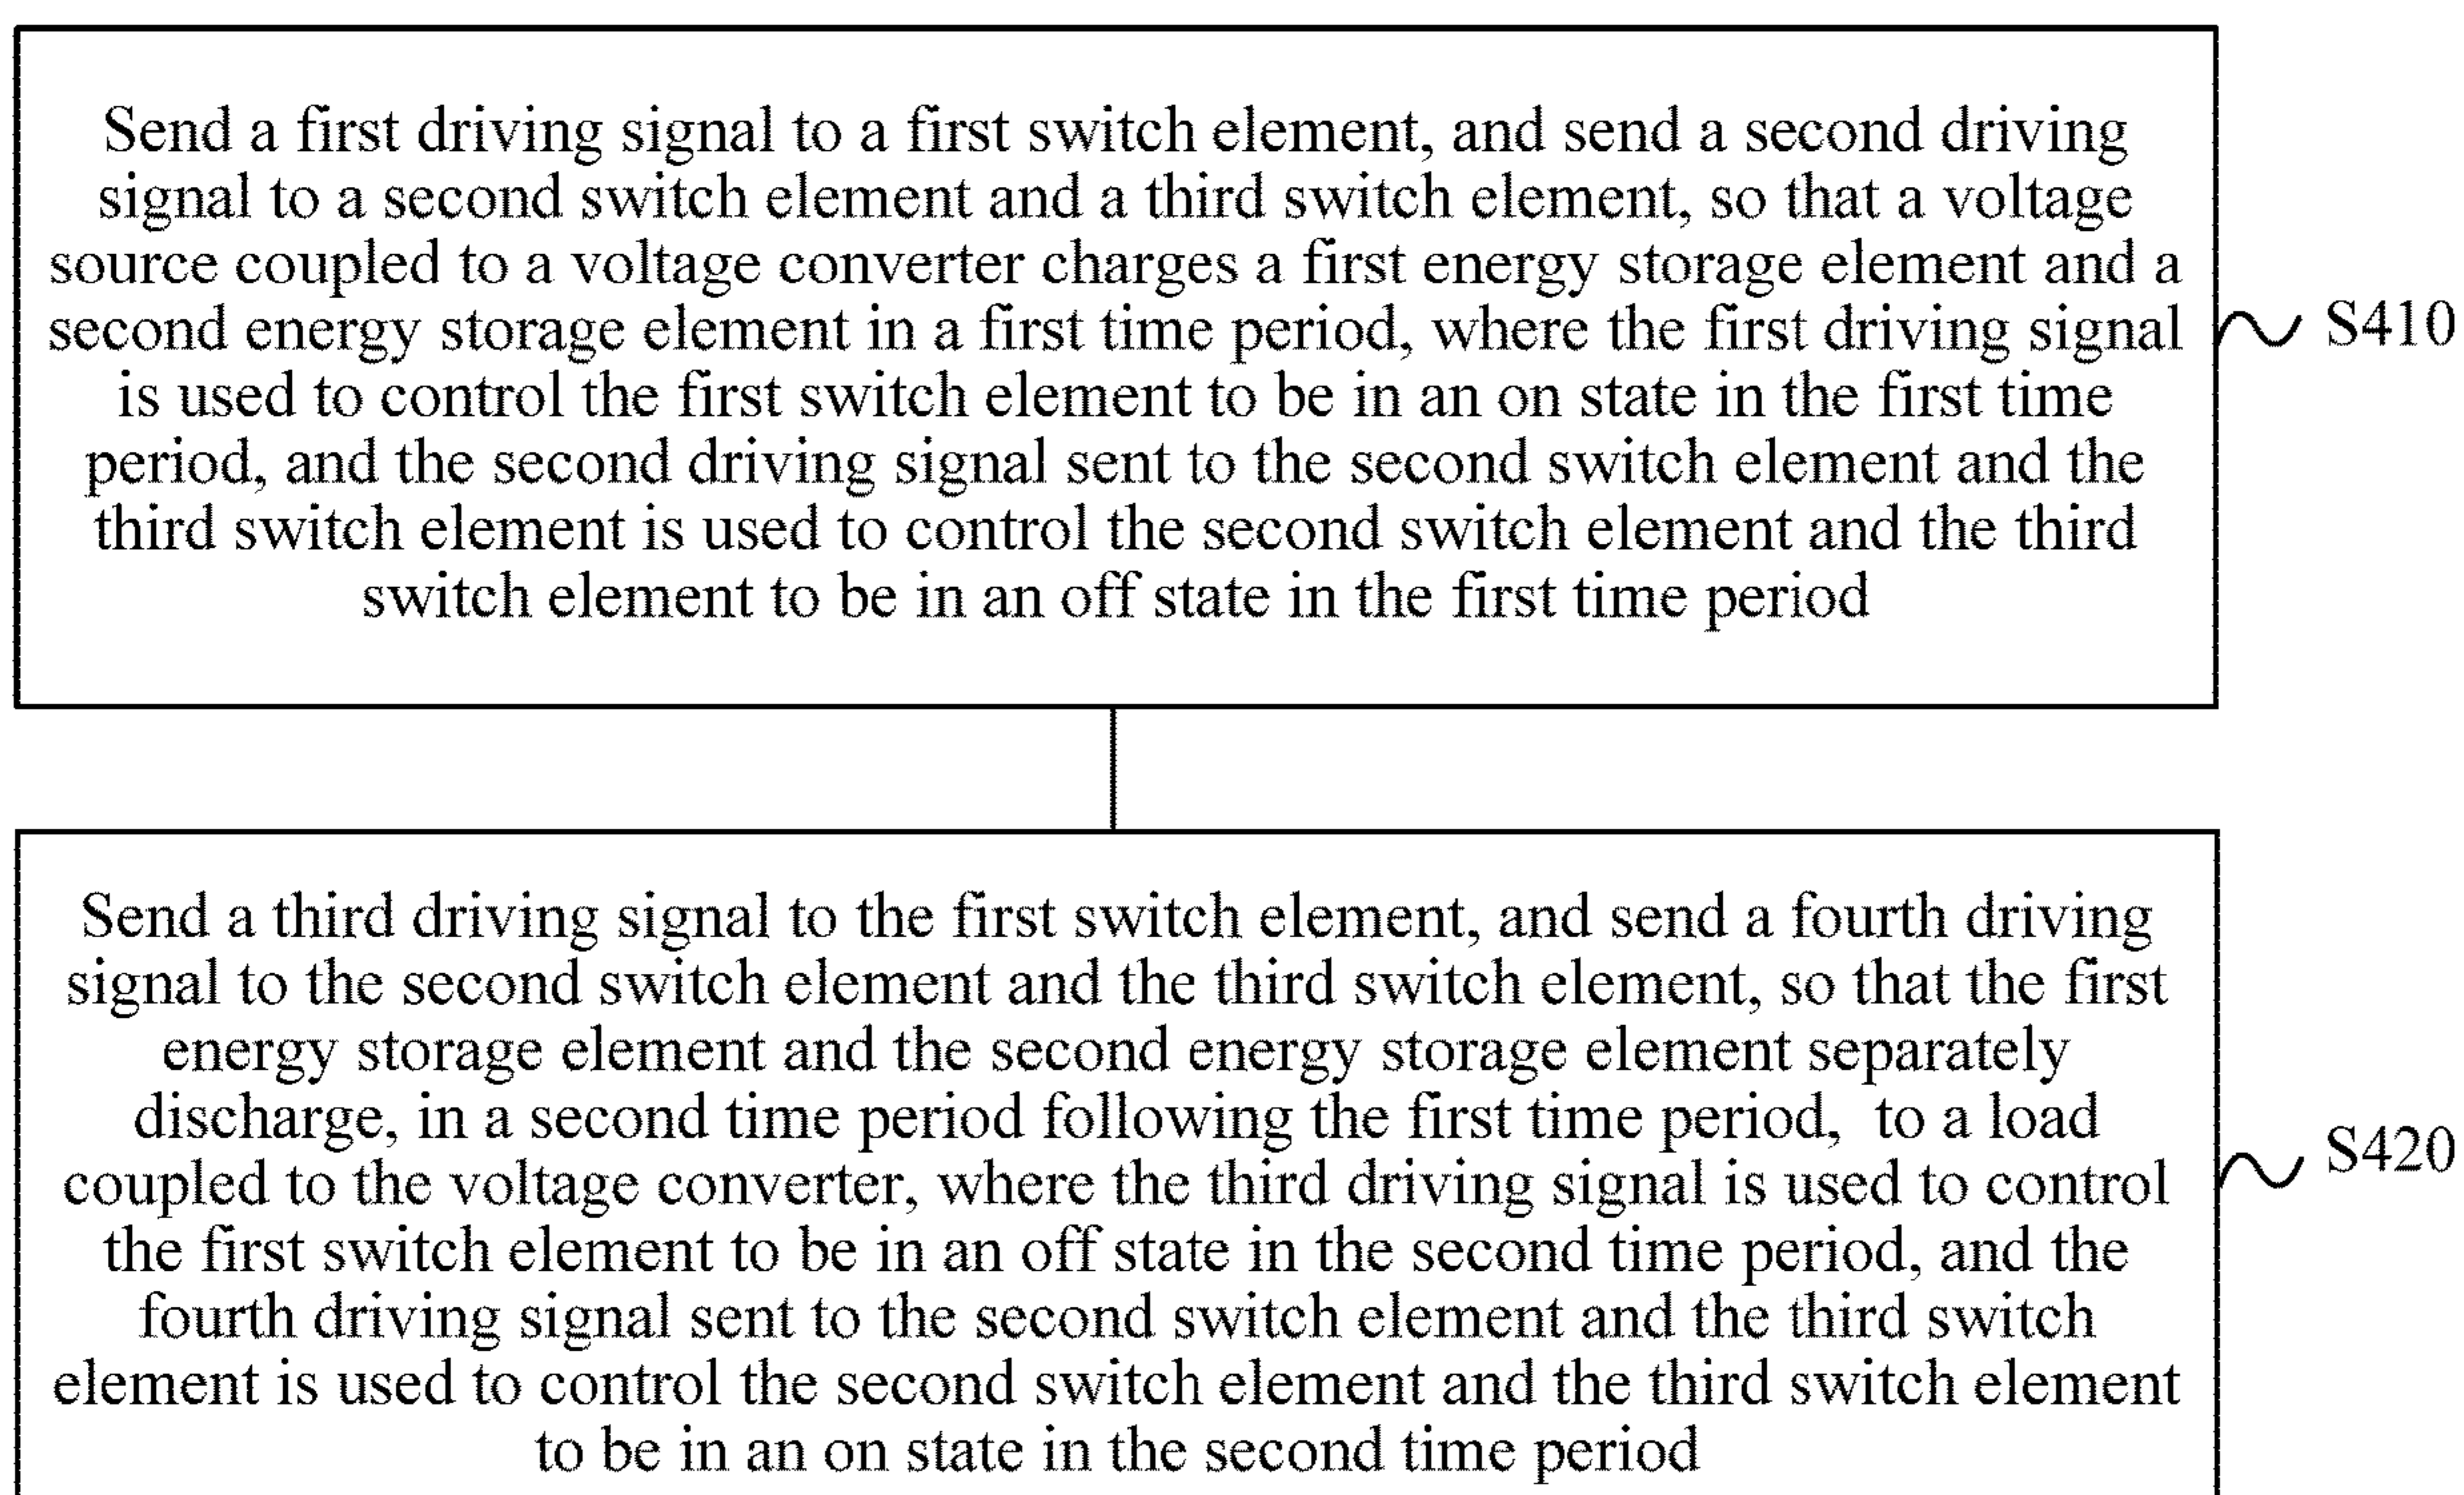 Send a first driving signal to a first switch element, and send a second driving
signal to a second switch element and a third switch element, so that a voltage
source coupled to a voltage converter charges a first energy storage element and a
second energy storage element in a first time period, where the first driving signal
is used to control the first switch element to be in an on state in the first time
period, and the second driving signal sent to the second switch element and the
third switch element is used to control the second switch element and the third
switch element to be in an off state in the first time period
S410
Send a third driving signal to the first switch element, and send a fourth driving
signal to the second switch element and the third switch element, so that the first
energy storage element and the second energy storage element separately
discharge, in a second time period following the first time period, to a load
coupled to the voltage converter, where the third driving signal is used to control
the first switch element to be in an off state in the second time period, and the
fourth driving signal sent to the second switch element and the third switch
element is used to control the second switch element and the third switch element
to be in an on state in the second time period
S420